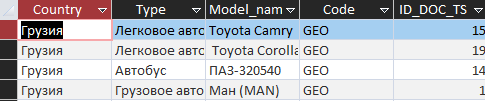 Country Type Model_nam Code ID_DOC_TS
Грузия Легковое авто Toyota Camry GEO 15
Грузия Легковое авто Toyota Corolla GEO 19
Грузия Автобус ПАЗ-320540 GEO 14
Грузия Грузовое авто Ман (MAN) GEO 1